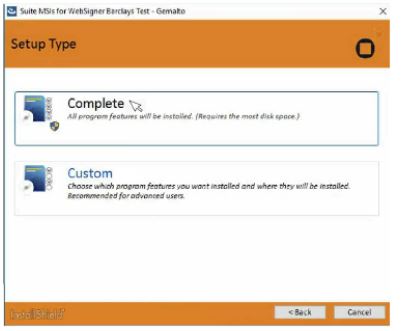 Suite MSIs for WebSigner Barclays Test - Gemalto
Setup Type
Complete
All program features will be installed. (Requires the most disk space.)
Custom
Choose which program features you want installed and where they will be installed.
Recommended for advanced users.
InstallShield
< Back
Cancel